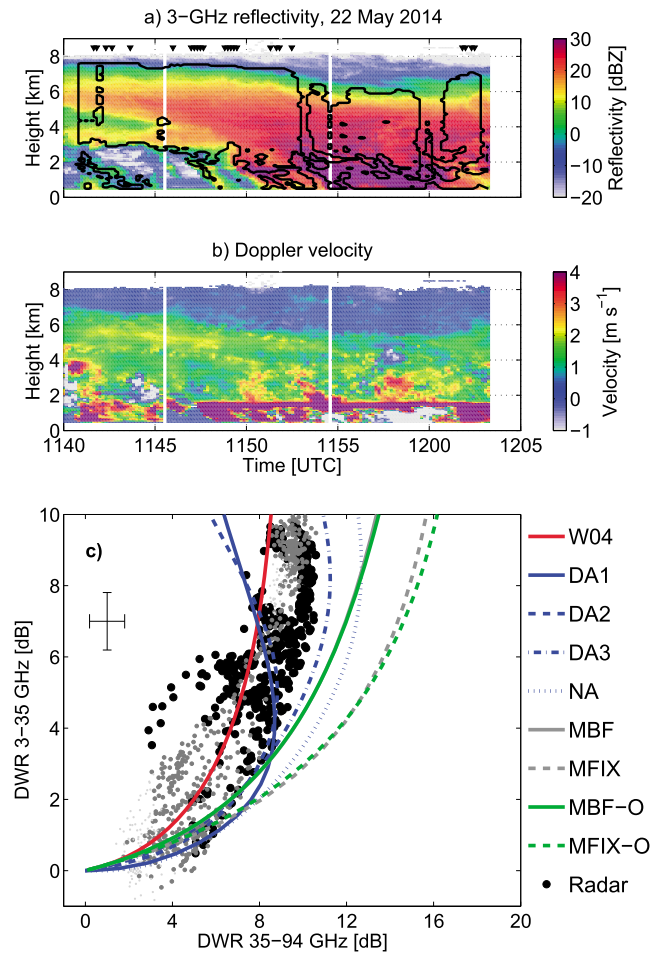 a) 3−GHz reflectivity, 22 May 2014
Height [km]
8
6
4
2
0
30
20
10
0
−10
−20
Reflectivity [dBZ]
b) Doppler velocity
Height [km]
8
6
4
2
0
1140 1145 1150 1155 1200 1205
Time [UTC]
4
3
2
1
0
−1
Velocity [m s⁻¹]
c)
DWR 3−35 GHz [dB]
10
8
6
4
2
0
0 4 8 12 16 20
DWR 35−94 GHz [dB]
W04
DA1
DA2
DA3
NA
MBF
MFIX
MBF−O
MFIX−O
Radar